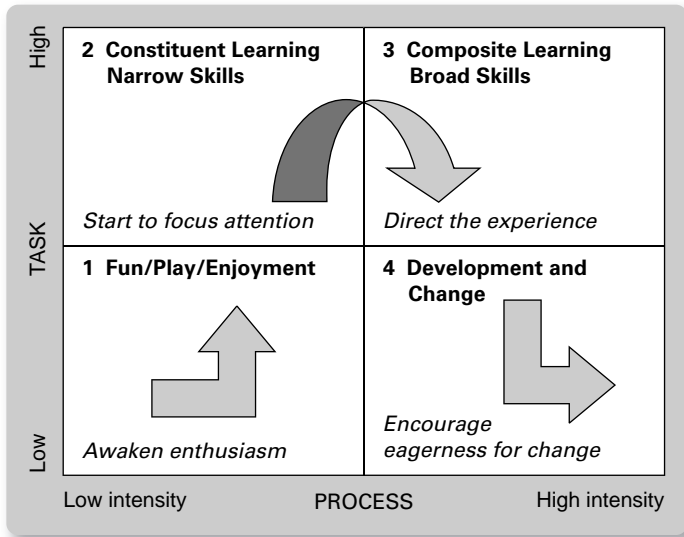 High
TASK
Low
2 Constituent Learning
Narrow Skills
Start to focus attention
3 Composite Learning
Broad Skills
Direct the experience
1 Fun/Play/Enjoyment
Awaken enthusiasm
4 Development and
Change
Encourage
eagerness for change
Low intensity
PROCESS
High intensity